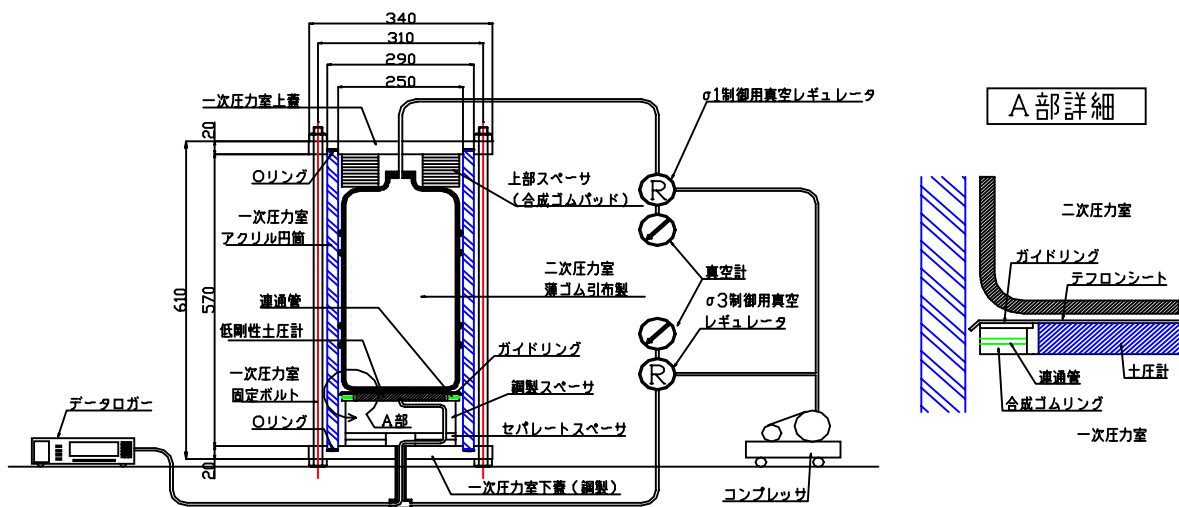 340
310
290
250
一次圧力室上蓋
σ1制御用真空レギュレータ
A部詳細
20
Oリング
上部スペーサ
（合成ゴムパッド）
R
一次圧力室
アクリル円筒
二次圧力室
ガイドリング
テフロンシート
真空計
二次圧力室
薄ゴム引布製
610
570
連通管
低剛性土圧計
σ3制御用真空
レギュレータ
ガイドリング
R
一次圧力室
固定ボルト
鋼製スペーサ
連通管
土圧計
合成ゴムリング
データロガー
Oリング
A部
セパレートスペーサ
一次圧力室
20
一次圧力室下蓋（鋼製）
コンプレッサ